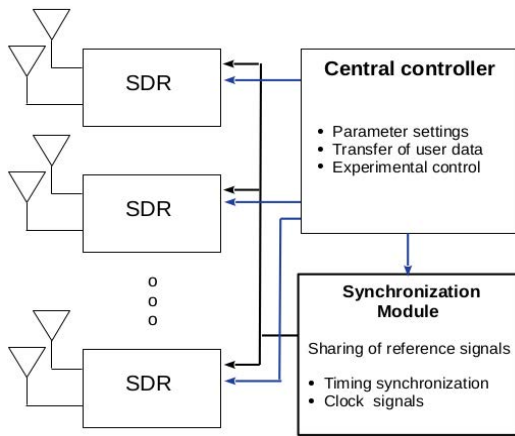 SDR
Central controller
• Parameter settings
• Transfer of user data
• Experimental control
SDR
o
o
o
Synchronization
Module
Sharing of reference signals
• Timing synchronization
• Clock signals
SDR